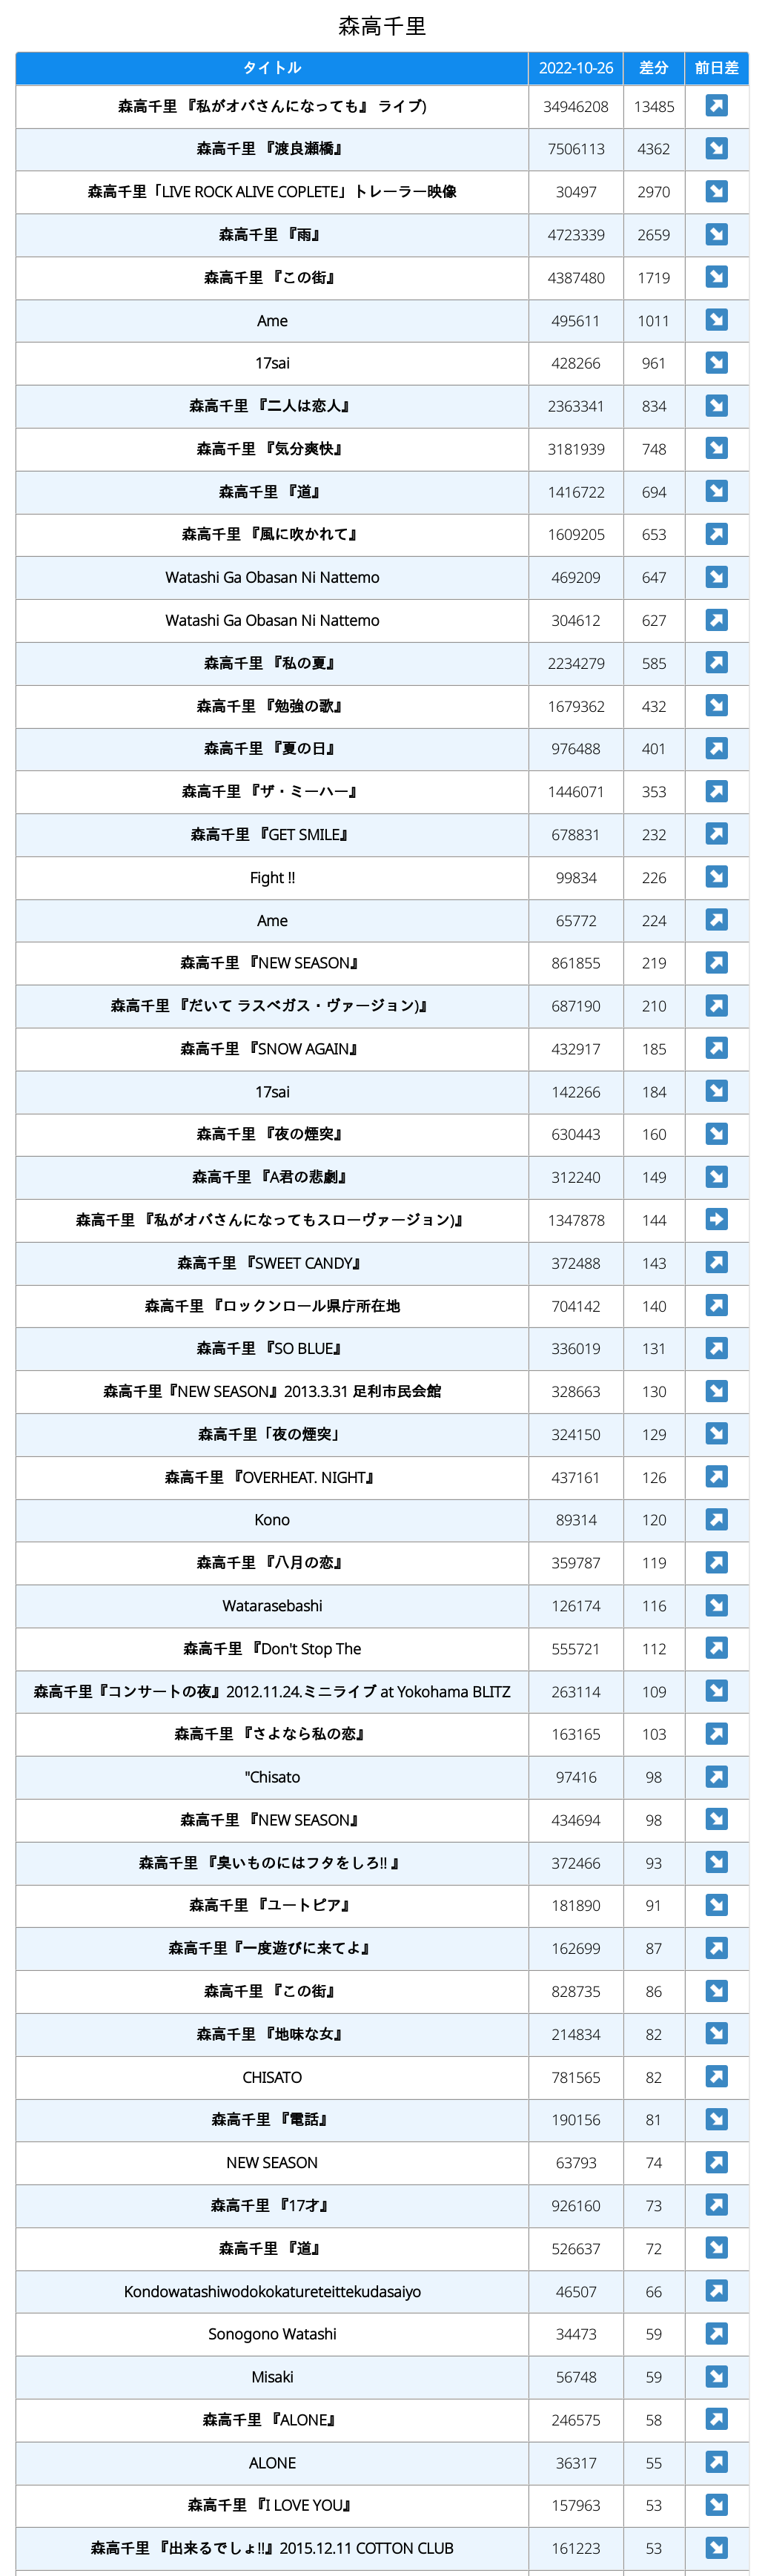 森高千里
タイトル 2022-10-26 差分 前日差
森高千里 『私がオバさんになっても』 ライブ) 34946208 13485
森高千里 『渡良瀬橋』 7506113 4362
森高千里「LIVE ROCK ALIVE COPLETE」トレーラー映像 30497 2970
森高千里 『雨』 4723339 2659
森高千里 『この街』 4387480 1719
Ame 495611 1011
17sai 428266 961
森高千里 『二人は恋人』 2363341 834
森高千里 『気分爽快』 3181939 748
森高千里 『道』 1416722 694
森高千里 『風に吹かれて』 1609205 653
Watashi Ga Obasan Ni Nattemo 469209 647
Watashi Ga Obasan Ni Nattemo 304612 627
森高千里 『私の夏』 2234279 585
森高千里 『勉強の歌』 1679362 432
森高千里 『夏の日』 976488 401
森高千里 『ザ・ミーハー』 1446071 353
森高千里 『GET SMILE』 678831 232
Fight !! 99834 226
Ame 65772 224
森高千里 『NEW SEASON』 861855 219
森高千里 『だいて ラスベガス・ヴァージョン)』 687190 210
森高千里 『SNOW AGAIN』 432917 185
17sai 142266 184
森高千里 『夜の煙突』 630443 160
森高千里 『A君の悲劇』 312240 149
森高千里 『私がオバさんになってもスローヴァージョン)』 1347878 144
森高千里 『SWEET CANDY』 372488 143
森高千里 『ロックンロール県庁所在地 704142 140
森高千里 『SO BLUE』 336019 131
森高千里『NEW SEASON』2013.3.31 足利市民会館 328663 130
森高千里「夜の煙突」 324150 129
森高千里 『OVERHEAT. NIGHT』 437161 126
Kono 89314 120
森高千里 『八月の恋』 359787 119
Watarasebashi 126174 116
森高千里 『Don't Stop The 555721 112
森高千里『コンサートの夜』2012.11.24.ミニライブ at Yokohama BLITZ 263114 109
森高千里 『さよなら私の恋』 163165 103
"Chisato 97416 98
森高千里 『NEW SEASON』 434694 98
森高千里 『臭いものにはフタをしろ!! 』 372466 93
森高千里 『ユートピア』 181890 91
森高千里『一度遊びに来てよ』 162699 87
森高千里 『この街』 828735 86
森高千里 『地味な女』 214834 82
CHISATO 781565 82
森高千里 『電話』 190156 81
NEW SEASON 63793 74
森高千里 『17才』 926160 73
森高千里 『道』 526637 72
Kondowatashiwodokokatureteittekudasaiyo 46507 66
Sonogono Watashi 34473 59
Misaki 56748 59
森高千里 『ALONE』 246575 58
ALONE 36317 55
森高千里 『I LOVE YOU』 157963 53
森高千里 『出来るでしょ!!』2015.12.11 COTTON CLUB 161223 53